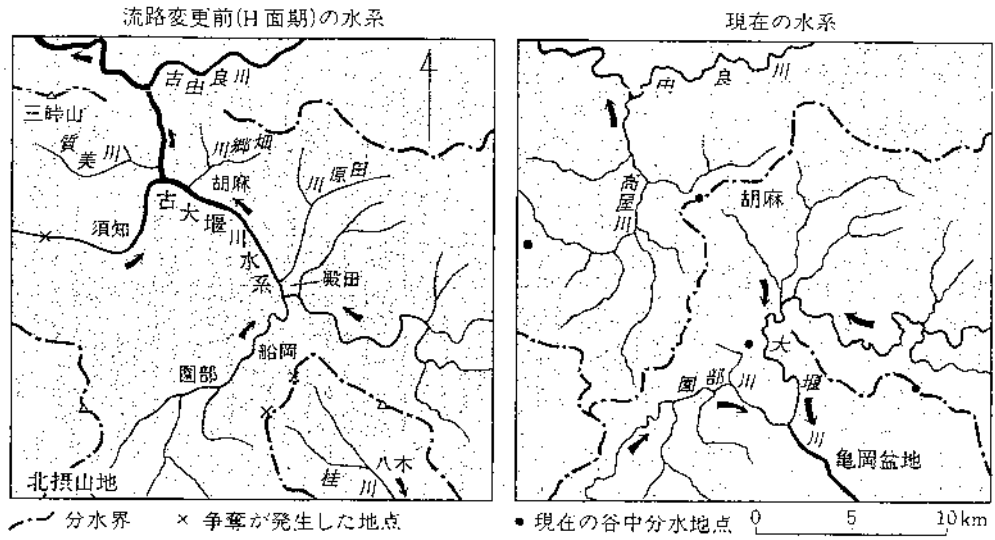 流路変更前(H面期)の水系
古由良川
三峠山
質美川
川郷畑
胡麻
川原田
須知
古大堰川水系
殿田
船岡
園部
北摂山地
桂川
八木
分水界
× 争奪が発生した地点
現在の水系
由良川
高屋川
胡麻
大堰川
園部川
亀岡盆地
● 現在の谷中分水地点
0 5 10km